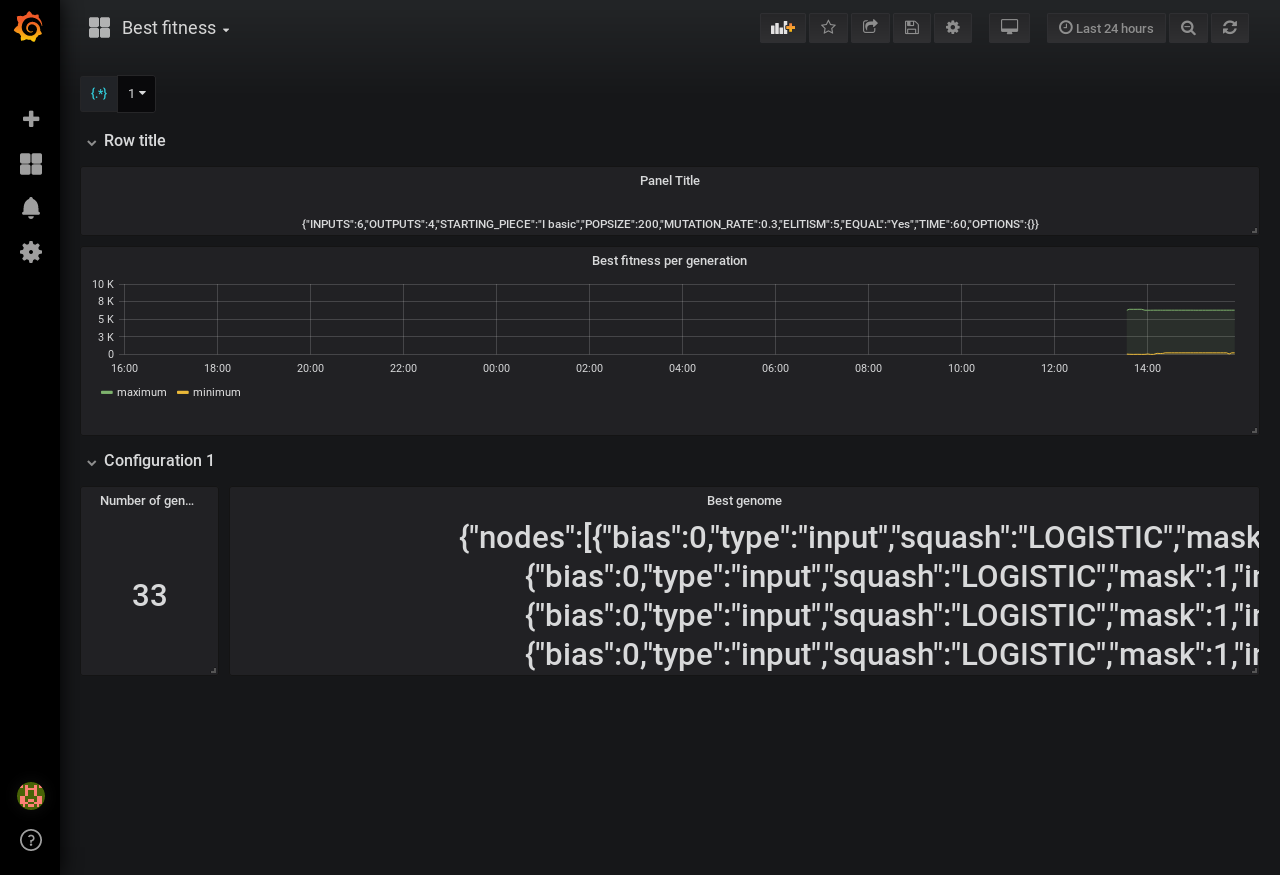 Best fitness
Last 24 hours
{.*} 1
Row title
Panel Title
{"INPUTS":6,"OUTPUTS":4,"STARTING_PIECE":"I basic","POPSIZE":200,"MUTATION_RATE":0.3,"ELITISM":5,"EQUAL":"Yes","TIME":60,"OPTIONS":{}}
Best fitness per generation
10 K
8 K
5 K
3 K
0
16:00 18:00 20:00 22:00 00:00 02:00 04:00 06:00 08:00 10:00 12:00 14:00
maximum minimum
Configuration 1
Number of gen...
33
Best genome
{"nodes":[{"bias":0,"type":"input","squash":"LOGISTIC","mask
{"bias":0,"type":"input","squash":"LOGISTIC","mask":1,"in
{"bias":0,"type":"input","squash":"LOGISTIC","mask":1,"in
{"bias":0,"type":"input","squash":"LOGISTIC","mask":1,"in
?